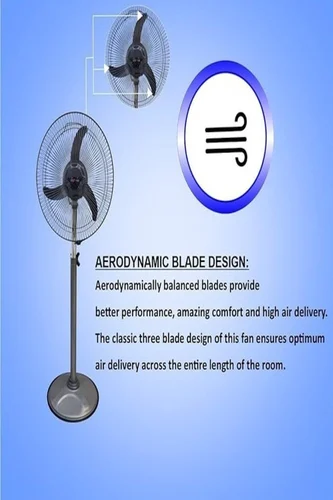 AERODYNAMIC BLADE DESIGN:
Aerodynamically balanced blades provide
better performance, amazing comfort and high air delivery.
The classic three blade design of this fan ensures optimum
air delivery across the entire length of the room.